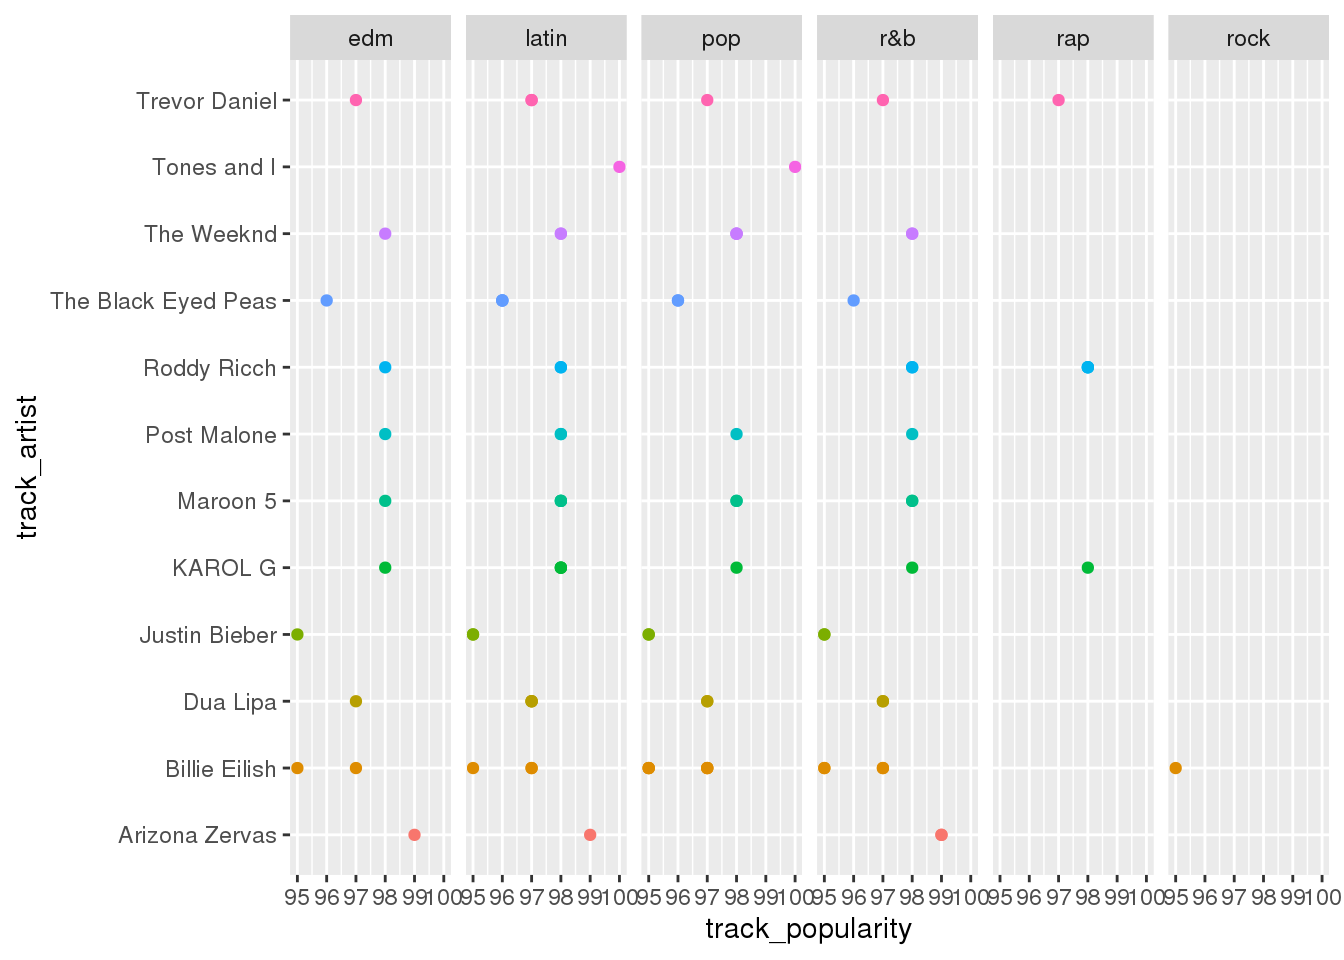 edm latin pop r&b rap rock
Trevor Daniel
Tones and I
The Weeknd
The Black Eyed Peas
Roddy Ricch
Post Malone
Maroon 5
KAROL G
Justin Bieber
Dua Lipa
Billie Eilish
Arizona Zervas
track_artist
95 96 97 98 99 100 95 96 97 98 99 100 95 96 97 98 99 100 95 96 97 98 99 100 95 96 97 98 99 100 95 96 97 98 99 100
track_popularity